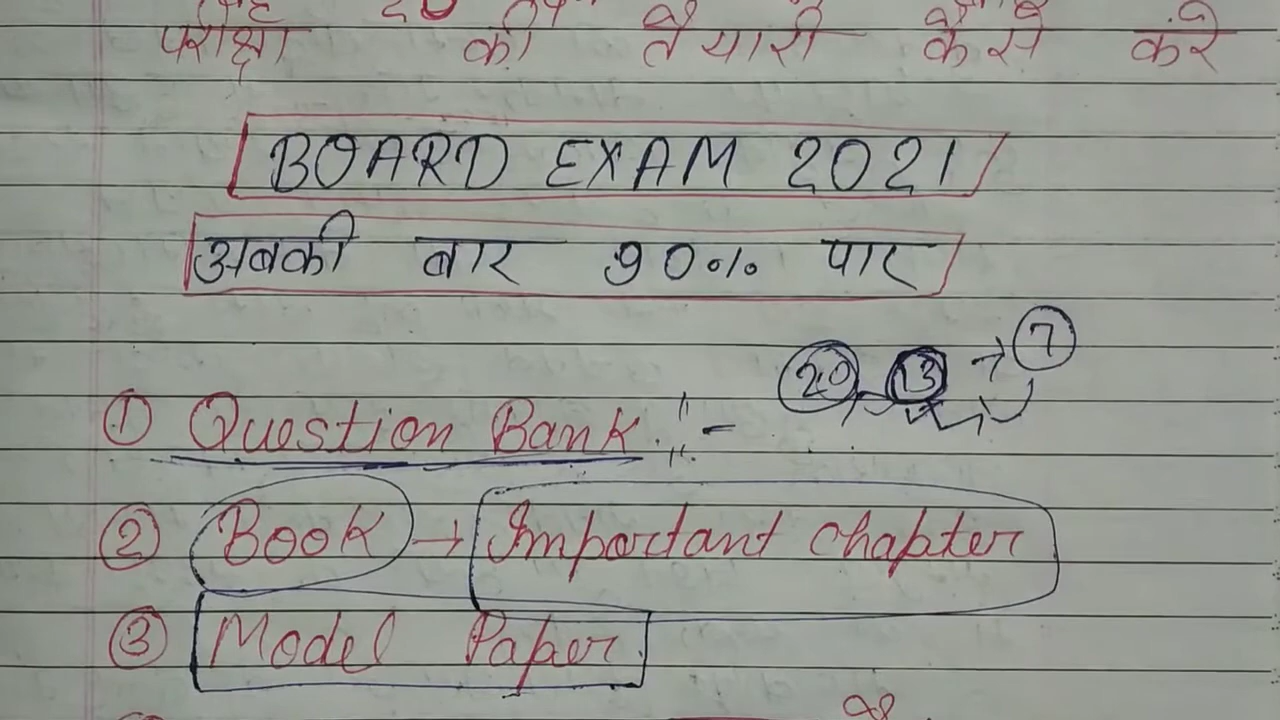 परीक्षा की तैयारी कैसे करे
BOARD EXAM 2021
अबकी बार 90% पार
20 13 → 7
① Question Bank :-
② Book → Important chapter
③ Model Paper